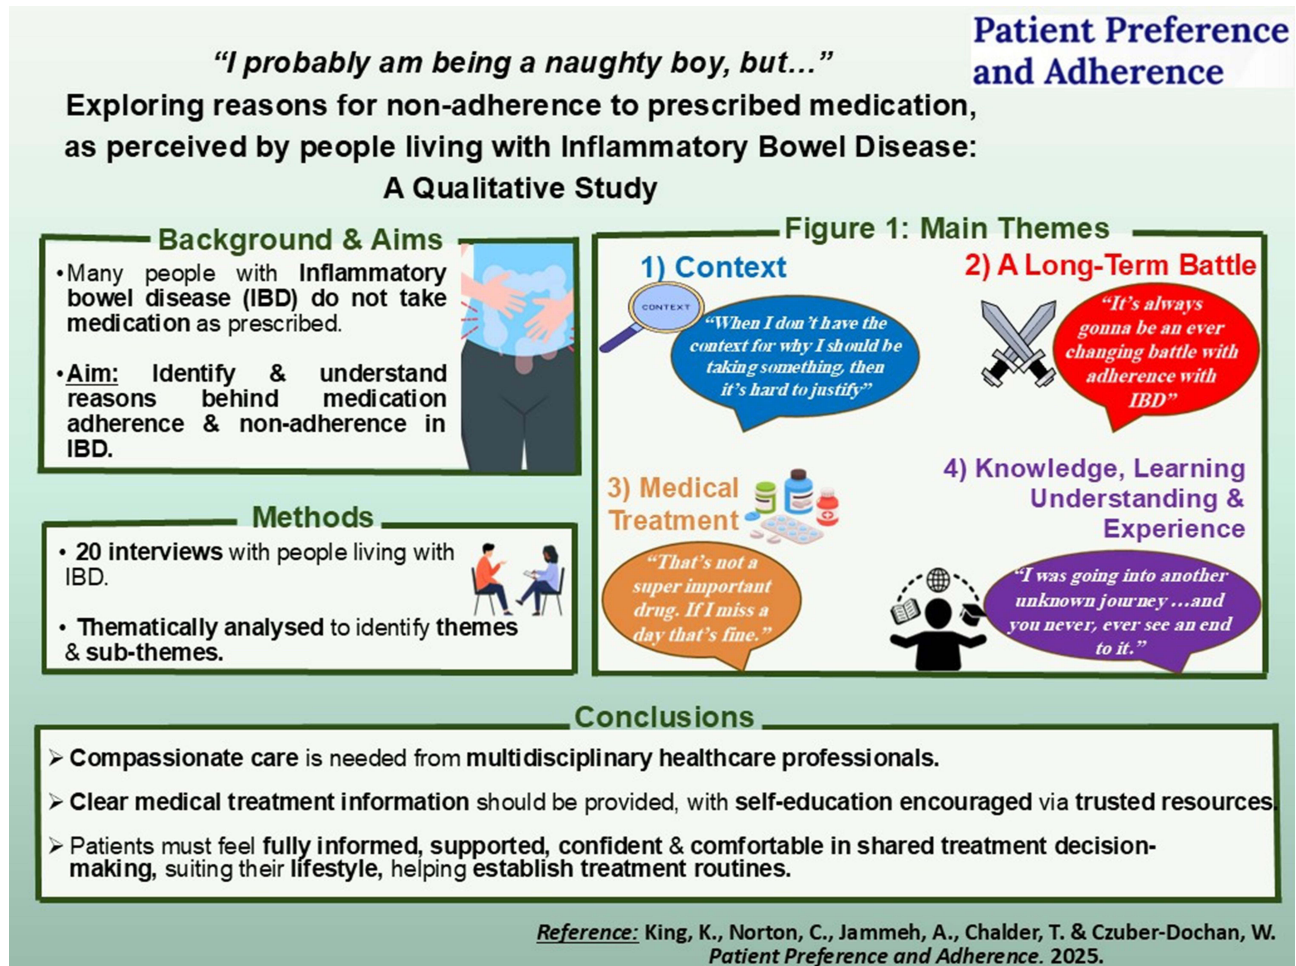 Patient Preference
and Adherence
“I probably am being a naughty boy, but…”
Exploring reasons for non-adherence to prescribed medication,
as perceived by people living with Inflammatory Bowel Disease:
A Qualitative Study
Background & Aims
•Many people with Inflammatory
bowel disease (IBD) do not take
medication as prescribed.
•Aim: Identify & understand
reasons behind medication
adherence & non-adherence in
IBD.
Methods
• 20 interviews with people living with
IBD.
• Thematically analysed to identify themes
& sub-themes.
Figure 1: Main Themes
1) Context
CONTEXT
“When I don’t have the
context for why I should be
taking something, then
it’s hard to justify”
2) A Long-Term Battle
“It’s always
gonna be an ever
changing battle with
adherence with
IBD”
3) Medical
Treatment
“That’s not a
super important
drug. If I miss a
day that’s fine.”
4) Knowledge, Learning
Understanding &
Experience
“I was going into another
unknown journey …and
you never, ever see an end
to it.”
Conclusions
➢ Compassionate care is needed from multidisciplinary healthcare professionals.
➢ Clear medical treatment information should be provided, with self-education encouraged via trusted resources.
➢ Patients must feel fully informed, supported, confident & comfortable in shared treatment decision-
making, suiting their lifestyle, helping establish treatment routines.
Reference: King, K., Norton, C., Jammeh, A., Chalder, T. & Czuber-Dochan, W.
Patient Preference and Adherence. 2025.